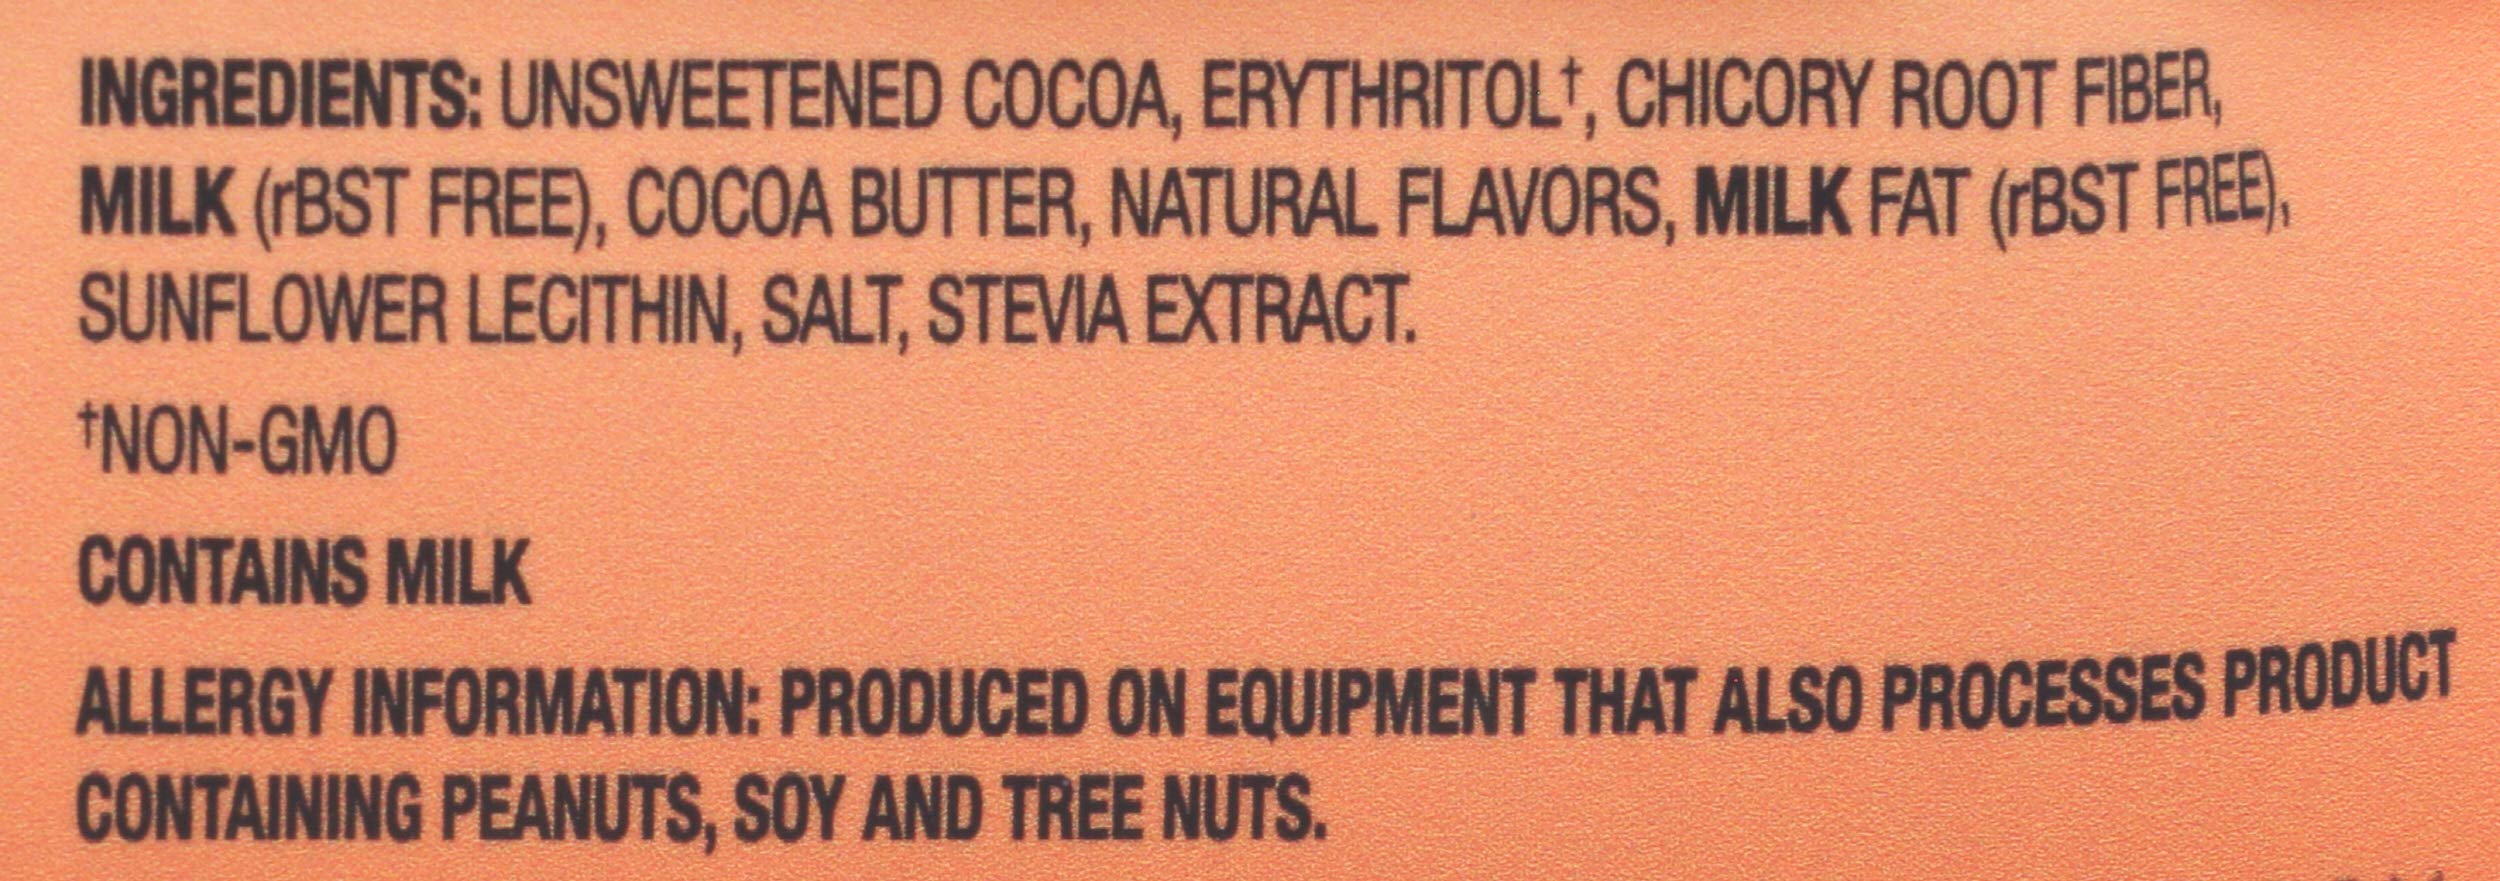 INGREDIENTS: UNSWEETENED COCOA, ERYTHRITOL†, CHICORY ROOT FIBER,
MILK (rBST FREE), COCOA BUTTER, NATURAL FLAVORS, MILK FAT (rBST FREE),
SUNFLOWER LECITHIN, SALT, STEVIA EXTRACT.
†NON-GMO
CONTAINS MILK
ALLERGY INFORMATION: PRODUCED ON EQUIPMENT THAT ALSO PROCESSES PRODUCT
CONTAINING PEANUTS, SOY AND TREE NUTS.